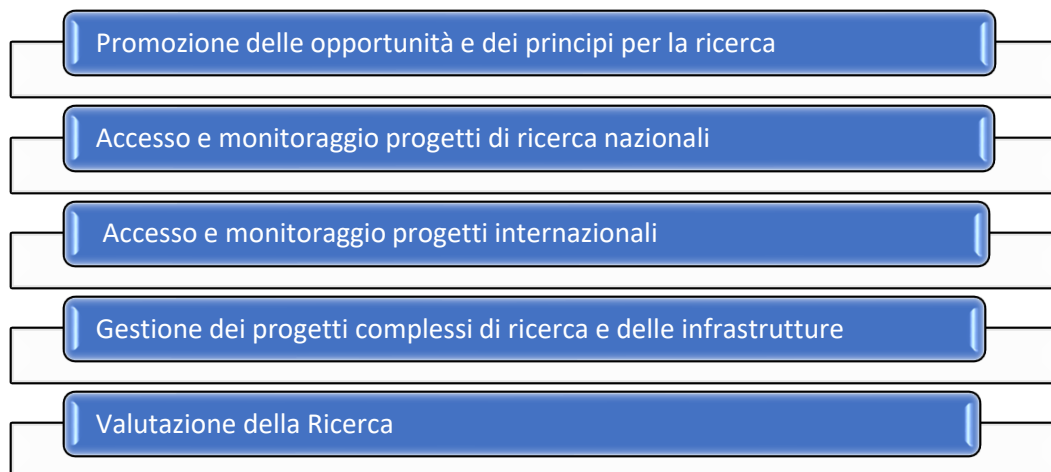 Promozione delle opportunità e dei principi per la ricerca
Accesso e monitoraggio progetti di ricerca nazionali
Accesso e monitoraggio progetti internazionali
Gestione dei progetti complessi di ricerca e delle infrastrutture
Valutazione della Ricerca